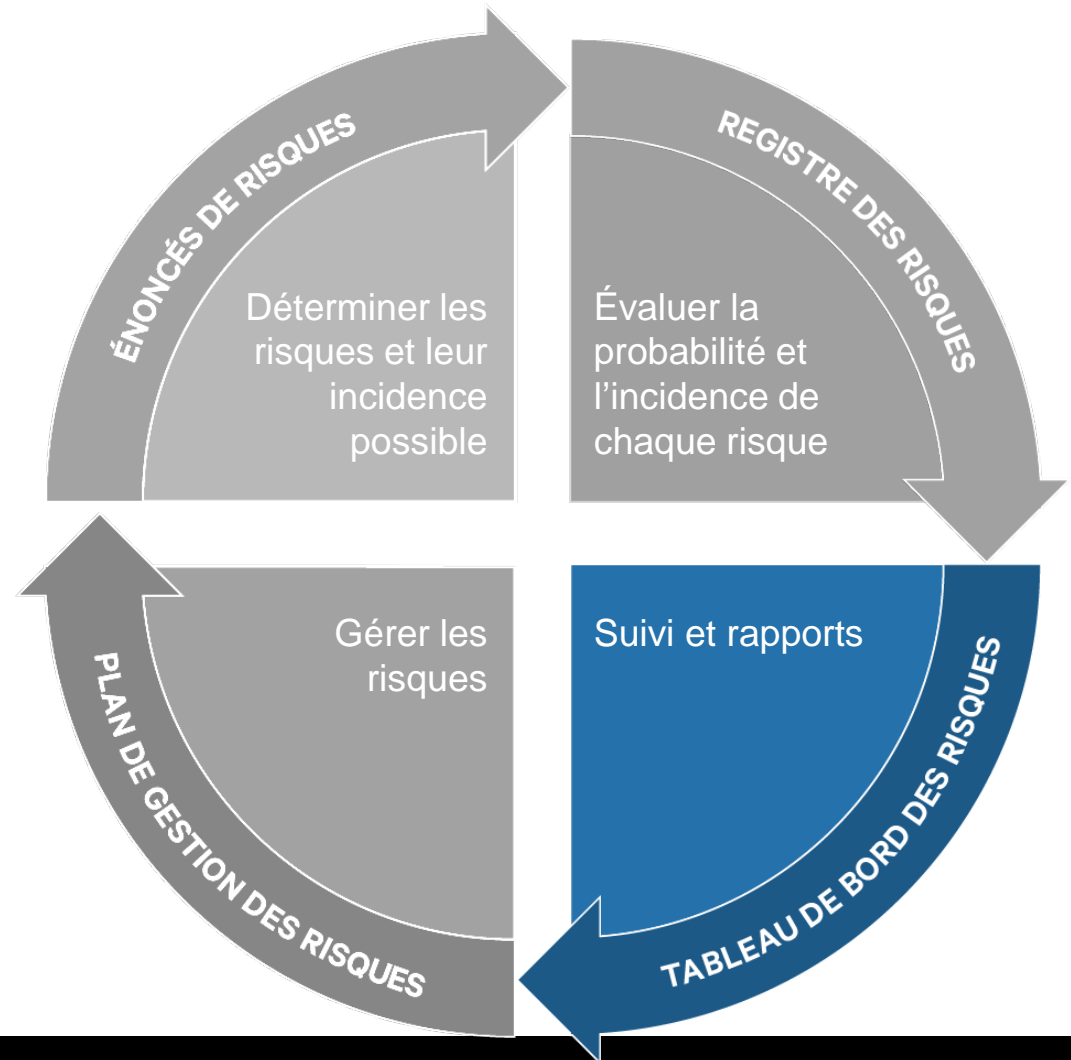 ÉNONCÉS DE RISQUES
Déterminer les
risques et leur
incidence
possible
REGISTRE DES RISQUES
Évaluer la
probabilité et
l’incidence de
chaque risque
Suivi et rapports
TABLEAU DE BORD DES RISQUES
Gérer les
risques
PLAN DE GESTION DES RISQUES